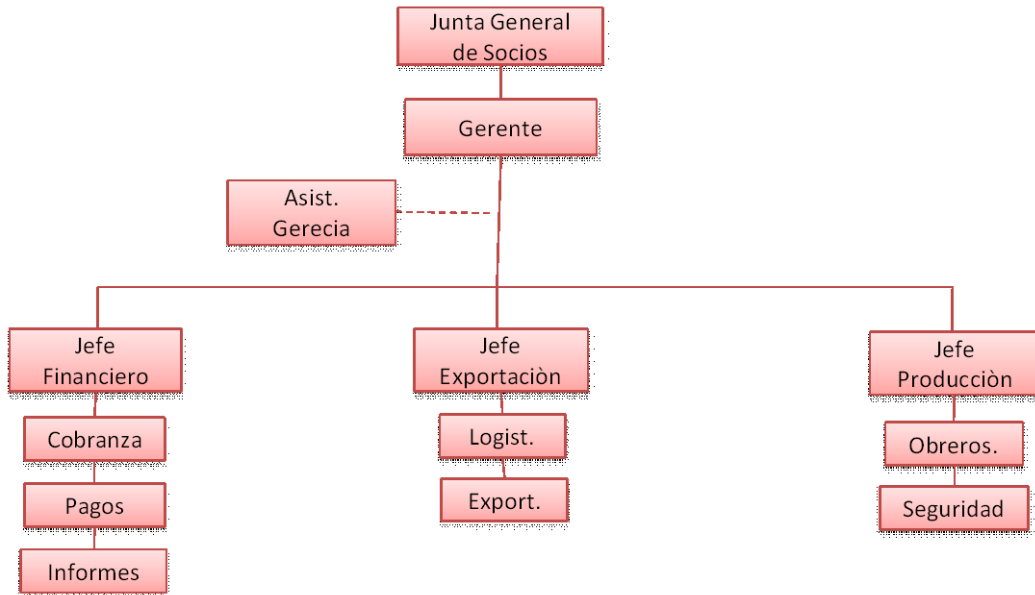 Junta General
de Socios
Gerente
Asist.
Gerecia
Jefe
Financiero
Jefe
Exportaciòn
Jefe
Producciòn
Cobranza
Logist.
Obreros.
Pagos
Export.
Seguridad
Informes